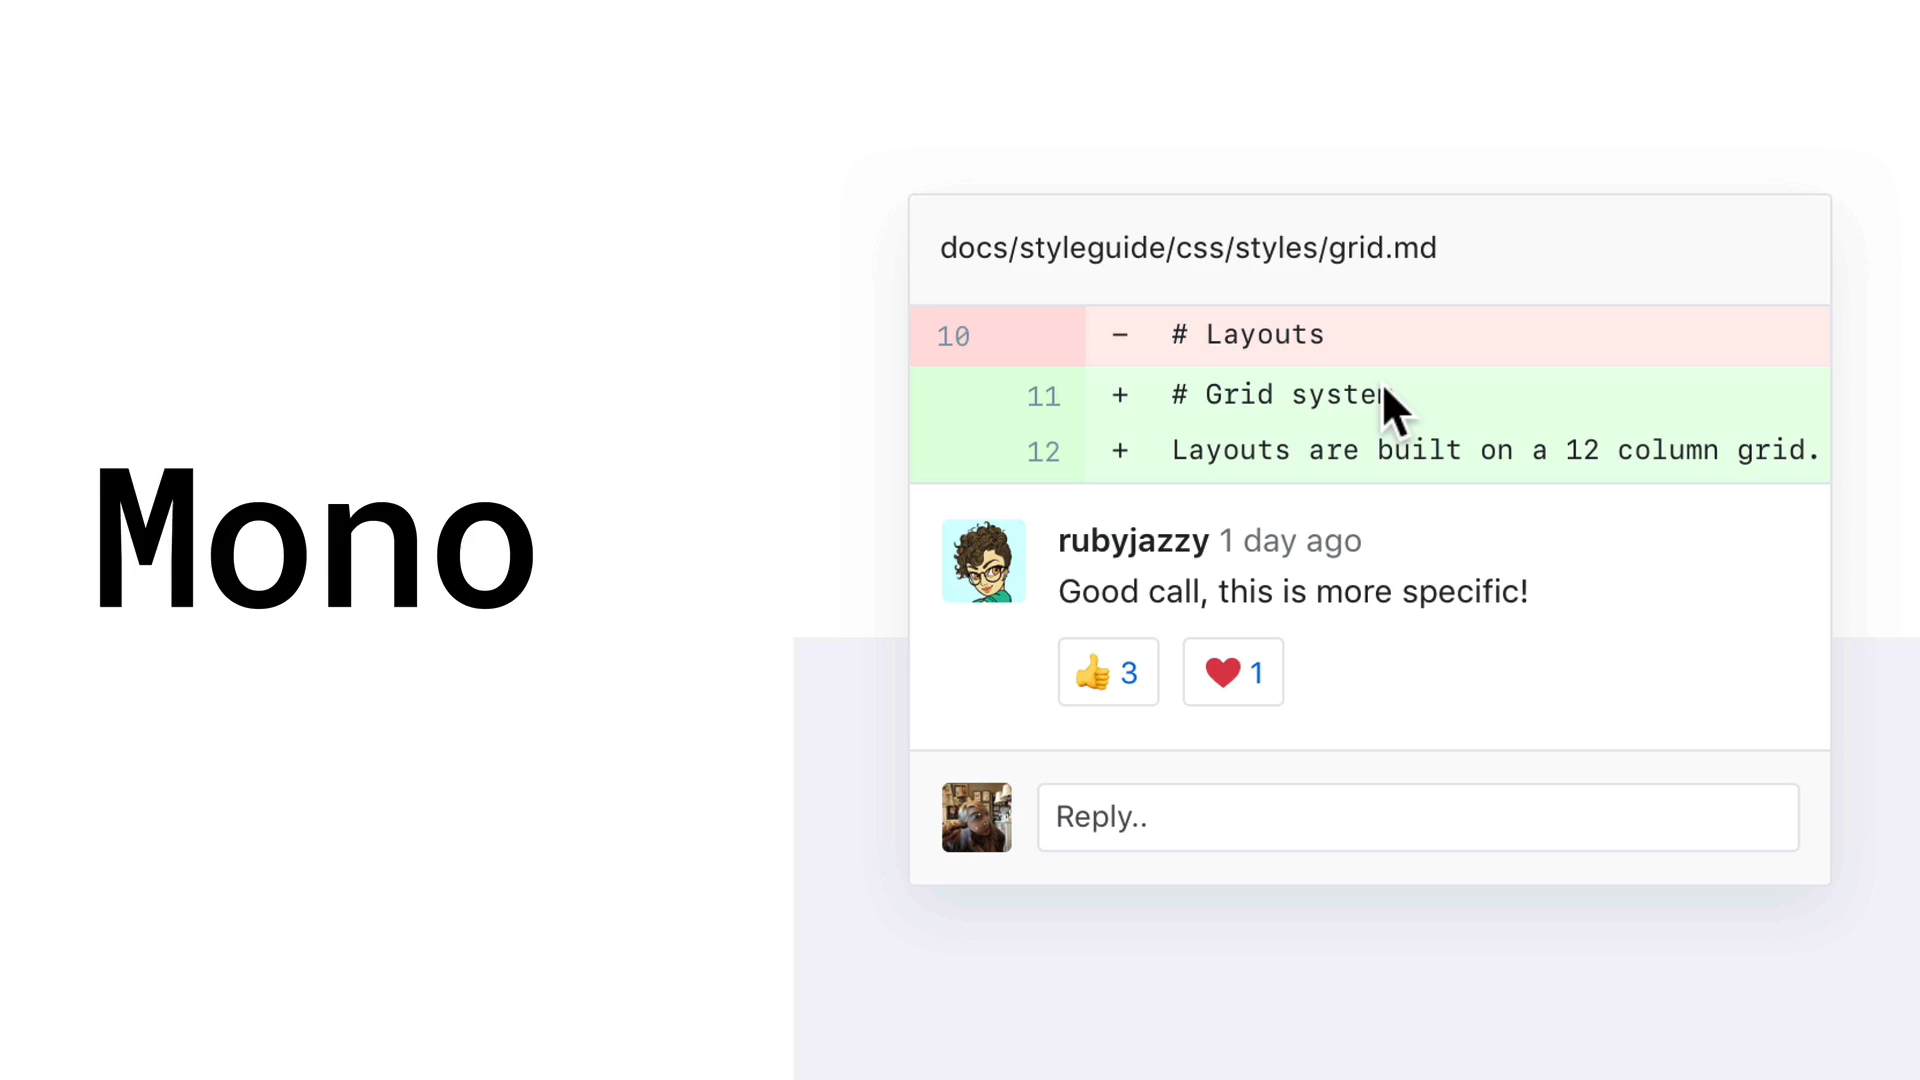 Mono
docs/styleguide/css/styles/grid.md
10 − # Layouts
11 + # Grid system
12 + Layouts are built on a 12 column grid.
rubyjazzy 1 day ago
Good call, this is more specific!
👍 3 ❤️ 1
Reply..